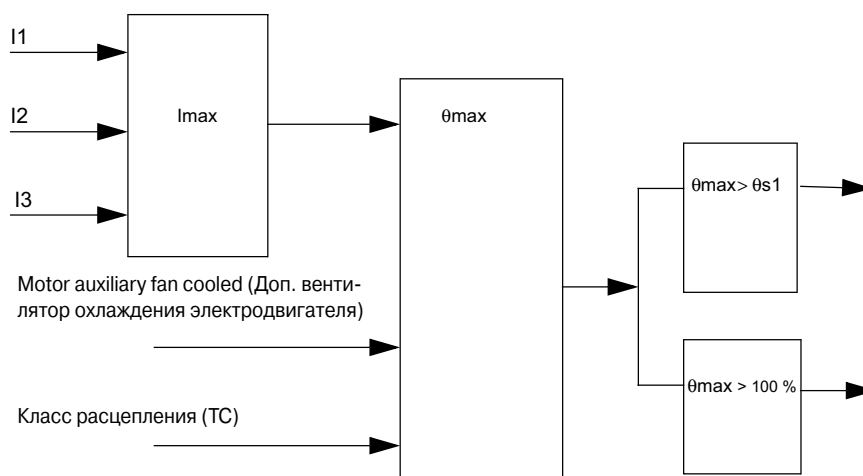 I1
I2
I3
Imax
θmax
θmax> θs1
Motor auxiliary fan cooled (Доп. венти-
лятор охлаждения электродвигателя)
θmax > 100 %
Класс расцепления (TC)